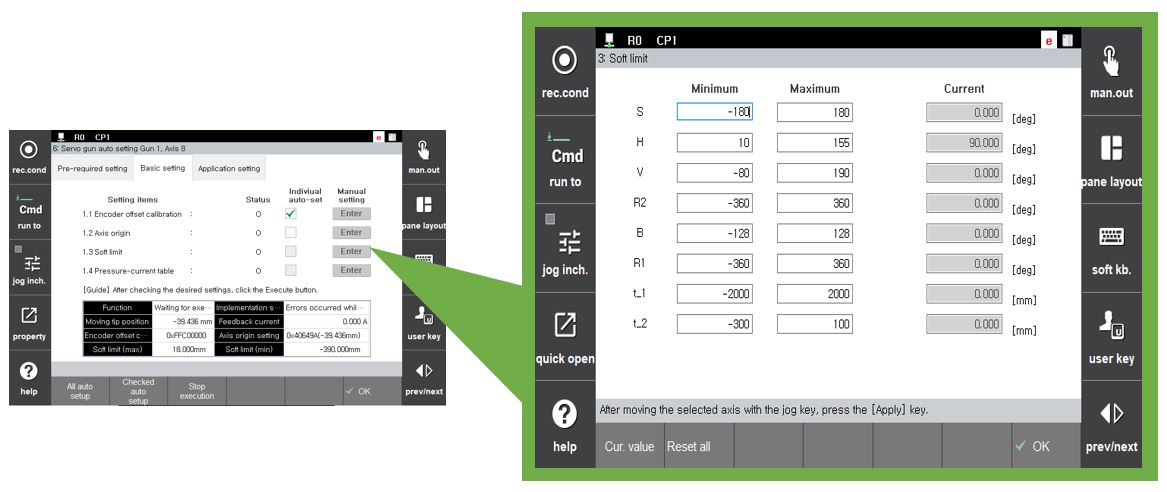 R0 CP1
6: Servo gun auto setting Gun 1, Axis 8
Pre-required setting Basic setting Application setting
Setting items Status Indiviual auto-set Manual setting
1.1 Encoder offset calibration : O Enter
1.2 Axis origin : O Enter
1.3 Soft limit : O Enter
1.4 Pressure-current table : O Enter
[Guide] After checking the desired settings, click the Execute button.
Function Waiting for exe··· Implementation s··· Errors occurred whil···
Moving tip position -39.436 mm Feedback current 0.000 A
Encoder offset c··· 0xFFC00000 Axis origin setting 0x40649A(-39.436mm)
Soft limit (max) 18.000mm Soft limit (min) -390.000mm
All auto setup Checked auto setup Stop execution OK
rec.cond
Cmd
run to
jog inch.
property
help
man.out
pane layout
user key
prev/next
R0 CP1
3: Soft limit
Minimum Maximum Current
S -180 180 0.000 [deg]
H 10 155 90.000 [deg]
V -80 190 0.000 [deg]
R2 -360 360 0.000 [deg]
B -128 128 0.000 [deg]
R1 -360 360 0.000 [deg]
t_1 -2000 2000 0.000 [mm]
t_2 -300 100 0.000 [mm]
After moving the selected axis with the jog key, press the [Apply] key.
Cur. value Reset all OK
rec.cond
Cmd
run to
jog inch.
quick open
help
e
man.out
pane layout
soft kb.
U
user key
prev/next